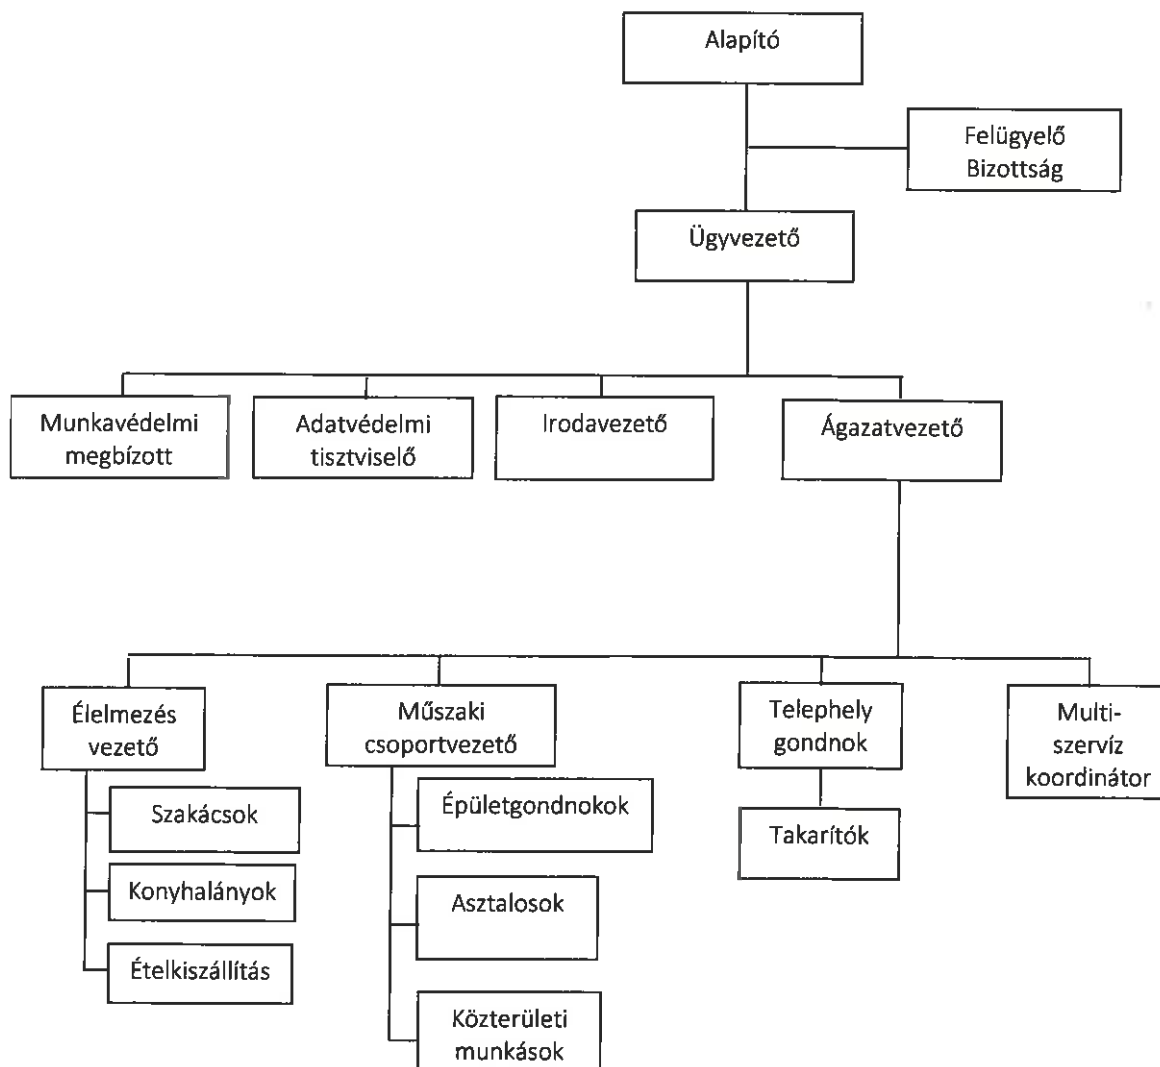 Alapító
Felügyelő
Bizottság
Ügyvezető
Munkavédelmi
megbízott
Adatvédelmi
tisztviselő
Irodavezető
Ágazatvezető
Élelmezés
vezető
Műszaki
csoportvezető
Telephely
gondnok
Multi-
szervíz
koordinátor
Szakácsok
Konyhalányok
Ételkiszállítás
Épületgondnokok
Asztalosok
Közterületi
munkások
Takarítók